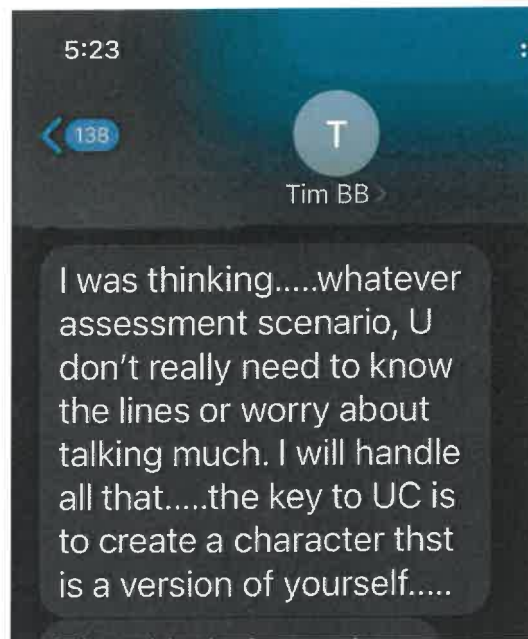 5:23
138
T
Tim BB
I was thinking.....whatever
assessment scenario, U
don't really need to know
the lines or worry about
talking much. I will handle
all that.....the key to UC is
to create a character thst
is a version of yourself.....